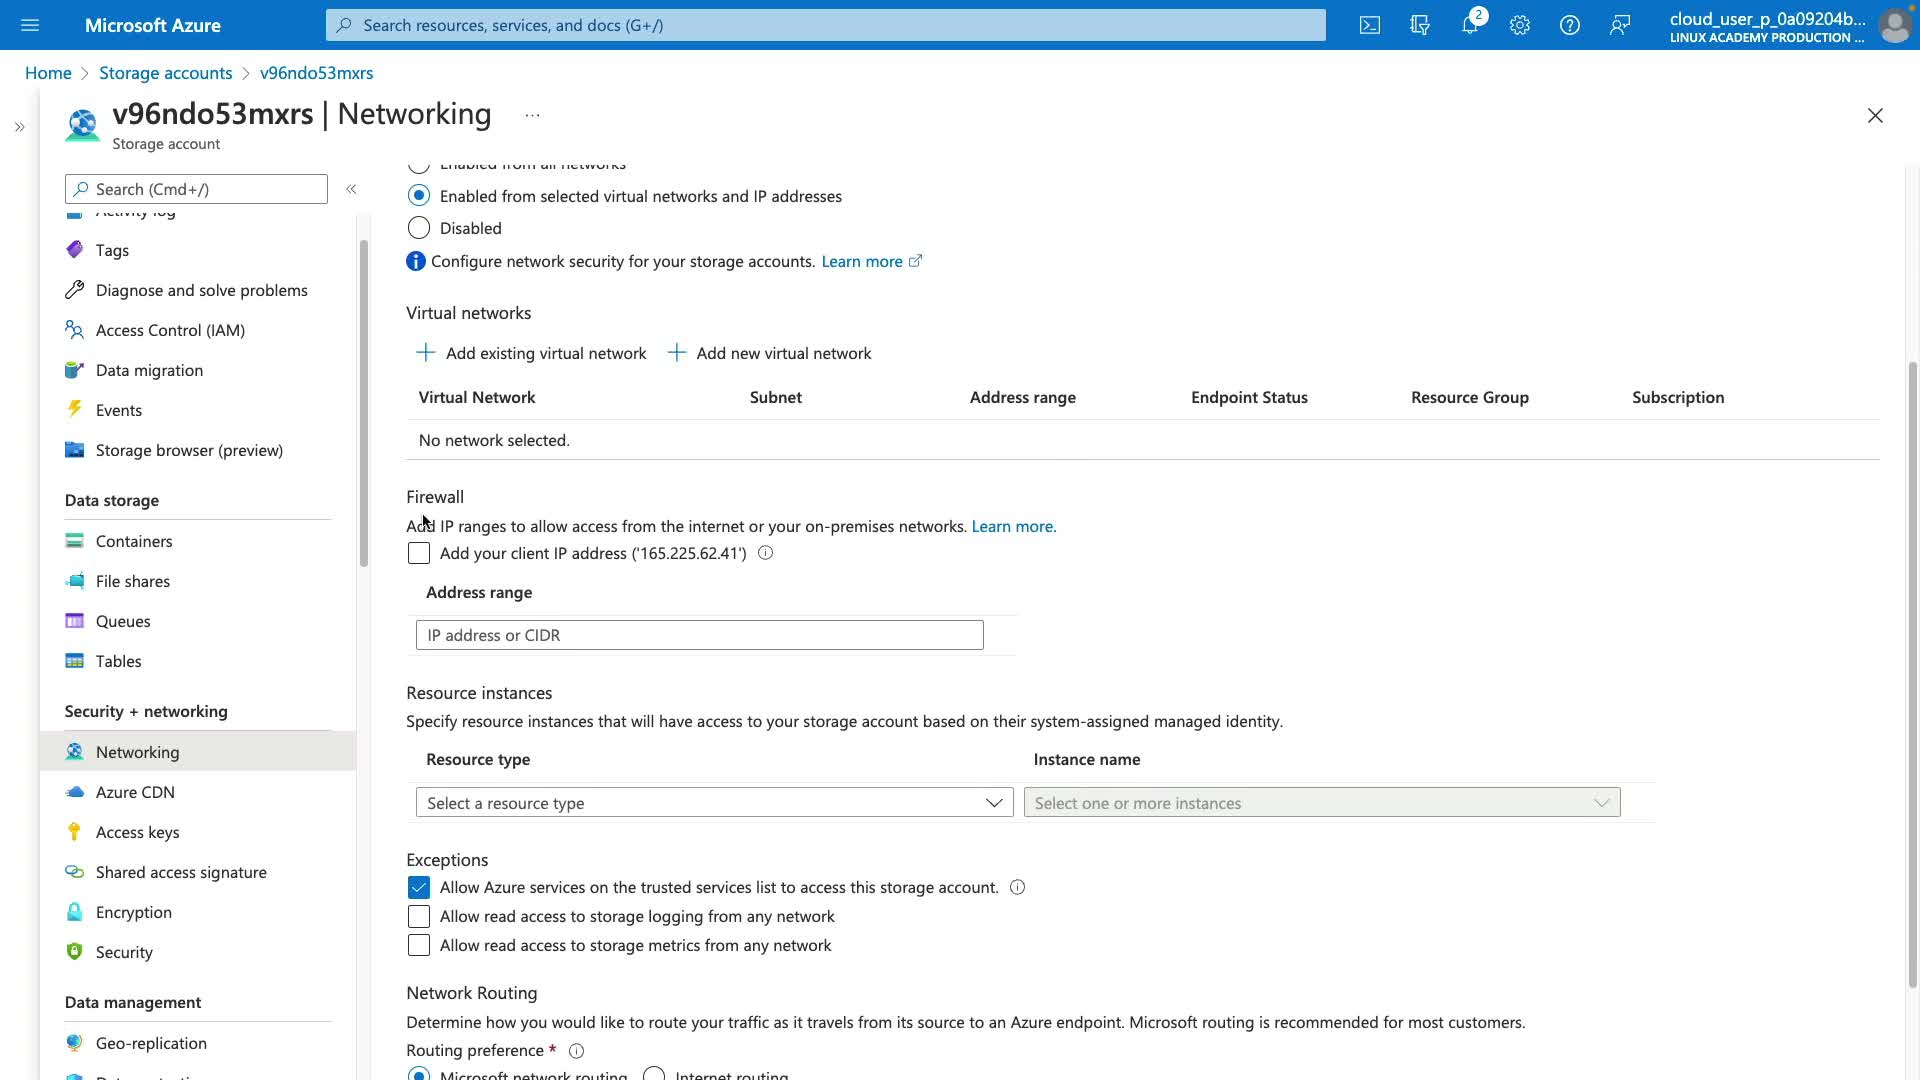 Microsoft Azure
Search resources, services, and docs (G+/)
2
cloud_user_p_0a09204b...
LINUX ACADEMY PRODUCTION ...
Home > Storage accounts > v96ndo53mxrs
v96ndo53mxrs | Networking ...
Storage account
Search (Cmd+/)
Activity log
Tags
Diagnose and solve problems
Access Control (IAM)
Data migration
Events
Storage browser (preview)
Data storage
Containers
File shares
Queues
Tables
Security + networking
Networking
Azure CDN
Access keys
Shared access signature
Encryption
Security
Data management
Geo-replication
Enabled from all networks
Enabled from selected virtual networks and IP addresses
Disabled
Configure network security for your storage accounts. Learn more
Virtual networks
+ Add existing virtual network + Add new virtual network
Virtual Network Subnet Address range Endpoint Status Resource Group Subscription
No network selected.
Firewall
Add IP ranges to allow access from the internet or your on-premises networks. Learn more.
Add your client IP address ('165.225.62.41')
Address range
IP address or CIDR
Resource instances
Specify resource instances that will have access to your storage account based on their system-assigned managed identity.
Resource type Instance name
Select a resource type Select one or more instances
Exceptions
Allow Azure services on the trusted services list to access this storage account.
Allow read access to storage logging from any network
Allow read access to storage metrics from any network
Network Routing
Determine how you would like to route your traffic as it travels from its source to an Azure endpoint. Microsoft routing is recommended for most customers.
Routing preference *
Microsoft network routing Internet routing